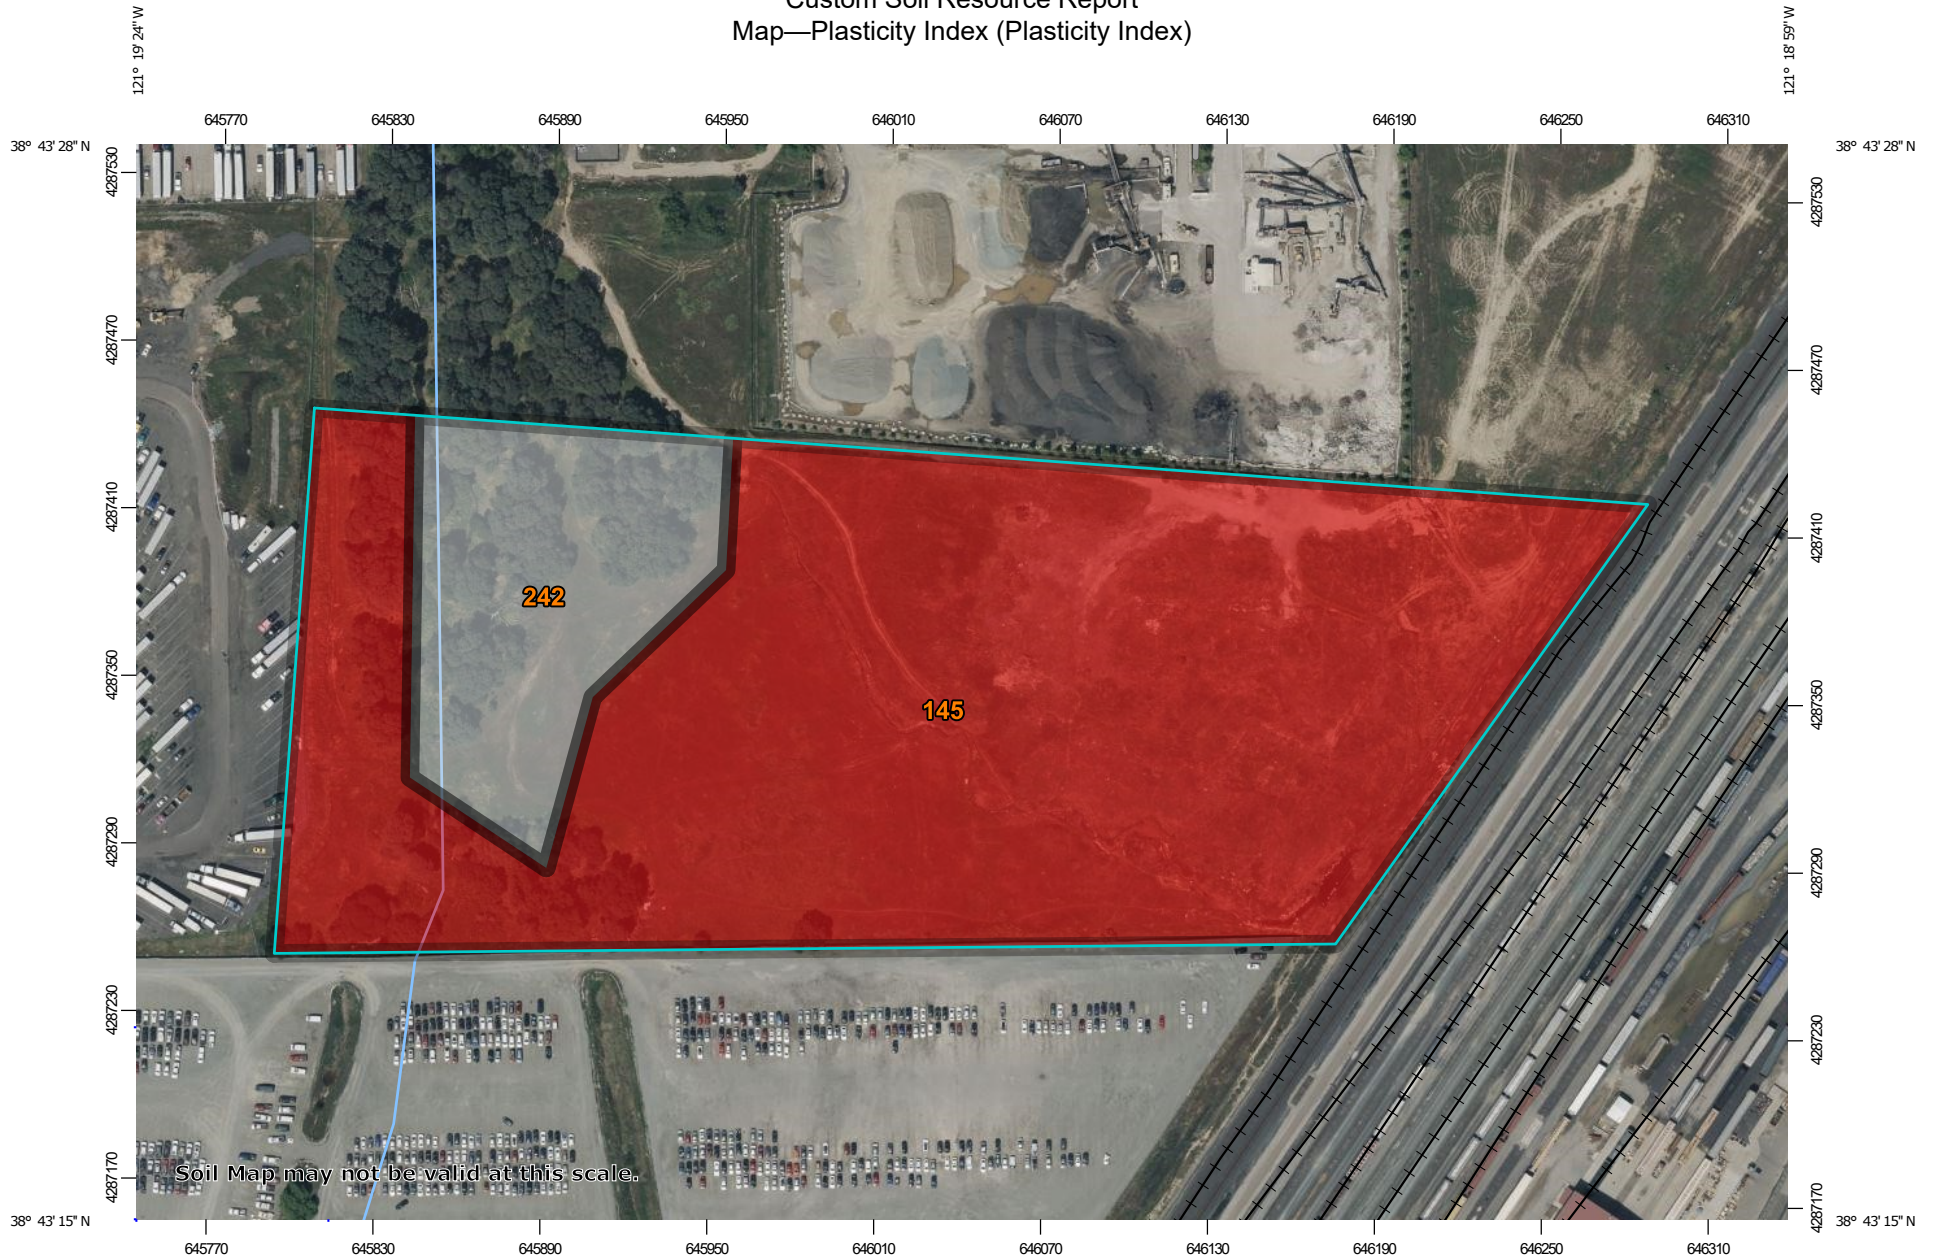 Custom Soil Resource Report
Map—Plasticity Index (Plasticity Index)
121° 19' 24" W
121° 18' 59" W
645770 645830 645890 645950 646010 646070 646130 646190 646250 646310
38° 43' 28" N
38° 43' 28" N
4287530
4287530
4287470
4287470
4287410
4287410
242
4287350
4287350
145
4287290
4287290
4287230
4287230
4287170
4287170
Soil Map may not be valid at this scale.
38° 43' 15" N
38° 43' 15" N
645770 645830 645890 645950 646010 646070 646130 646190 646250 646310